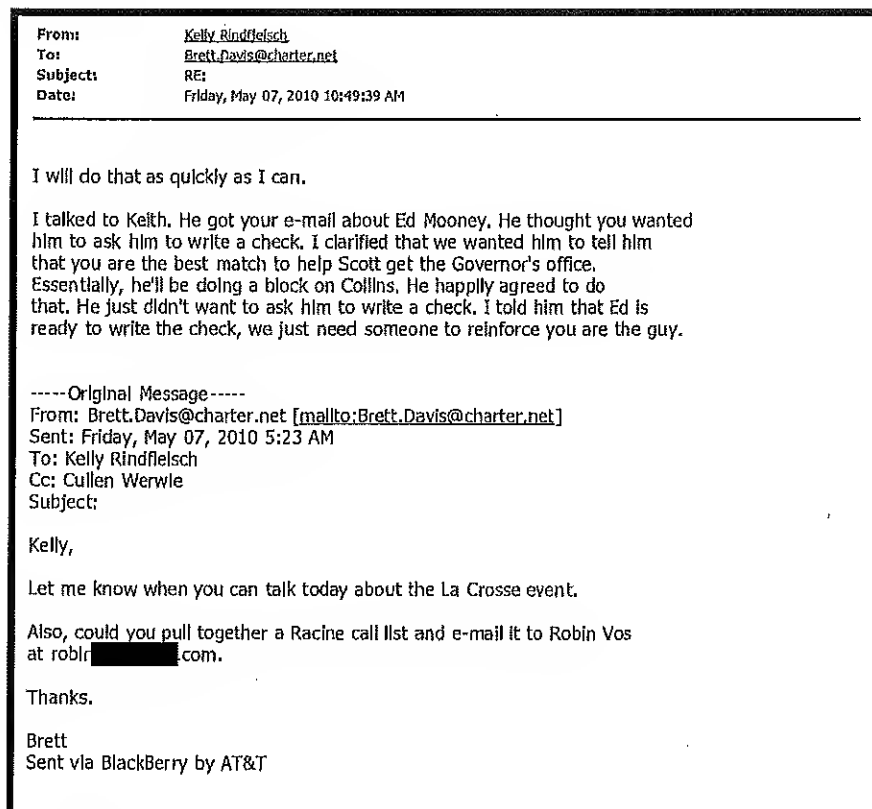 From: Kelly Rindfleisch
To: Brett.Davis@charter.net
Subject: RE:
Date: Friday, May 07, 2010 10:49:39 AM
I will do that as quickly as I can.
I talked to Keith. He got your e-mail about Ed Mooney. He thought you wanted
him to ask him to write a check. I clarified that we wanted him to tell him
that you are the best match to help Scott get the Governor's office.
Essentially, he'll be doing a block on Collins. He happily agreed to do
that. He just didn't want to ask him to write a check. I told him that Ed is
ready to write the check, we just need someone to reinforce you are the guy.
-----Original Message-----
From: Brett.Davis@charter.net [mailto:Brett.Davis@charter.net]
Sent: Friday, May 07, 2010 5:23 AM
To: Kelly Rindfleisch
Cc: Cullen Werwie
Subject:
Kelly,
Let me know when you can talk today about the La Crosse event.
Also, could you pull together a Racine call list and e-mail it to Robin Vos
at robi .com.
Thanks.
Brett
Sent via BlackBerry by AT&T